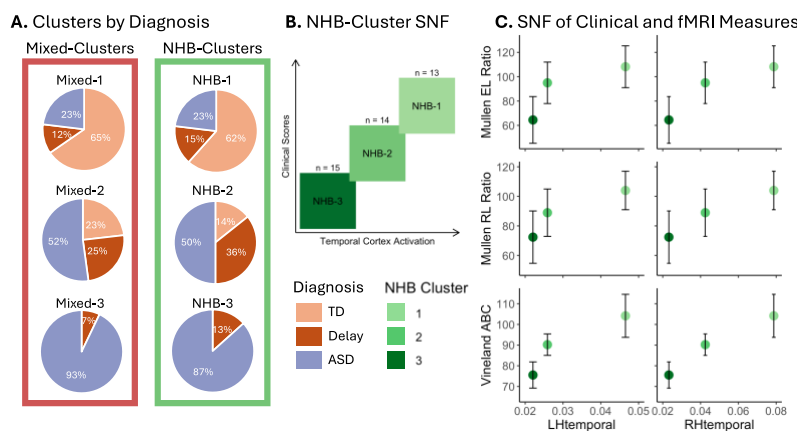 A. Clusters by Diagnosis
Mixed-Clusters
NHB-Clusters
Mixed-1
23%
12%
65%
NHB-1
23%
15%
62%
Mixed-2
23%
52%
25%
NHB-2
14%
50%
36%
Mixed-3
7%
93%
NHB-3
13%
87%
B. NHB-Cluster SNF
Clinical Scores
n = 13
NHB-1
n = 14
NHB-2
n = 15
NHB-3
Temporal Cortex Activation
Diagnosis
TD
Delay
ASD
NHB Cluster
1
2
3
C. SNF of Clinical and fMRI Measures
Mullen EL Ratio
120
100
80
60
Mullen RL Ratio
120
100
80
60
Vineland ABC
110
100
90
80
70
0.02 0.03 0.04 0.05
LHtemporal
0.02 0.04 0.06 0.08
RHtemporal